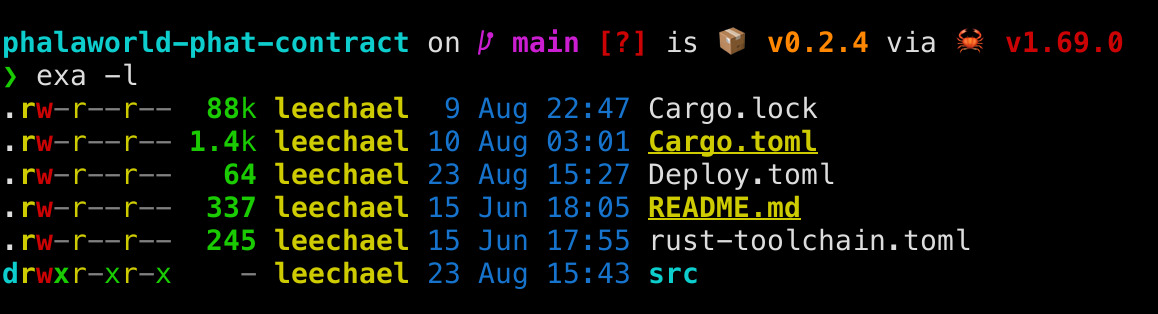 phalaworld-phat-contract on  main [?] is 📦 v0.2.4 via 🦀 v1.69.0
❯ exa -l
.rw-r--r--  88k leechael  9 Aug 22:47 Cargo.lock
.rw-r--r-- 1.4k leechael 10 Aug 03:01 Cargo.toml
.rw-r--r--   64 leechael 23 Aug 15:27 Deploy.toml
.rw-r--r--  337 leechael 15 Jun 18:05 README.md
.rw-r--r--  245 leechael 15 Jun 17:55 rust-toolchain.toml
drwxr-xr-x    - leechael 23 Aug 15:43 src